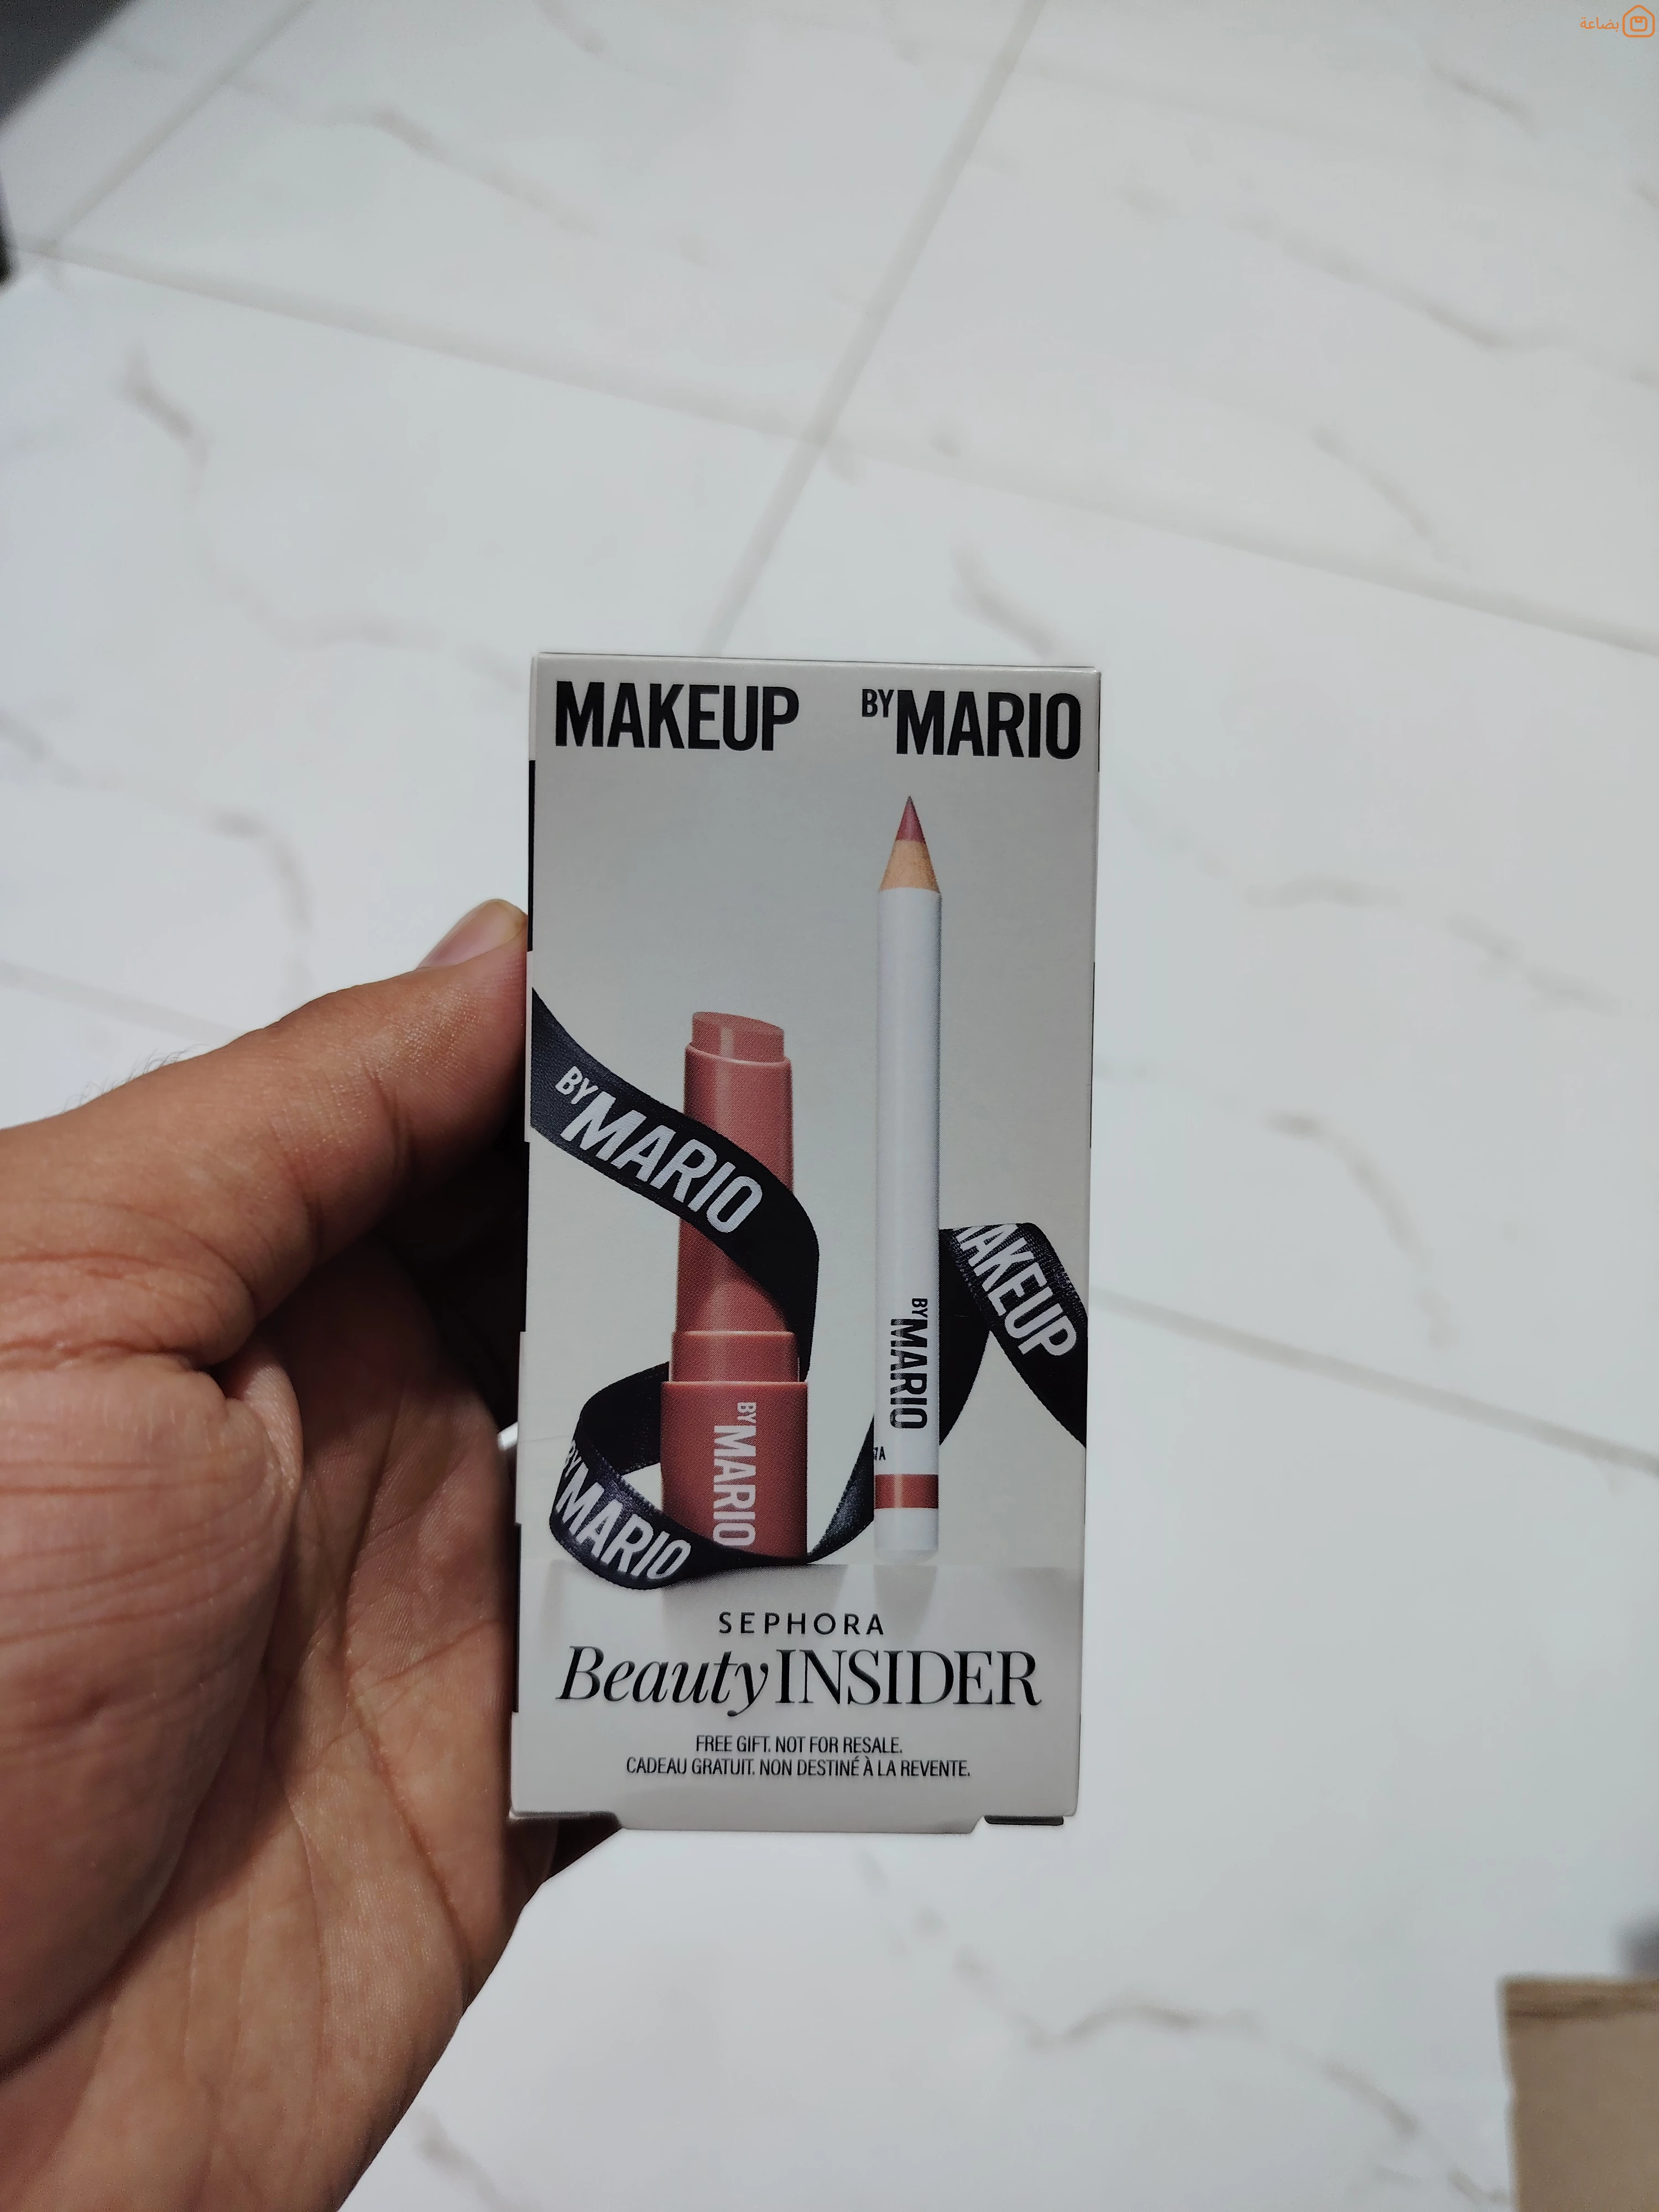 بضاعة
MAKEUP BY MARIO
BY MARIO
MAKEUP
BY MARIO
BY MARIO
BY MARIO
SEPHORA
Beauty INSIDER
FREE GIFT. NOT FOR RESALE.
CADEAU GRATUIT. NON DESTINÉ À LA REVENTE.